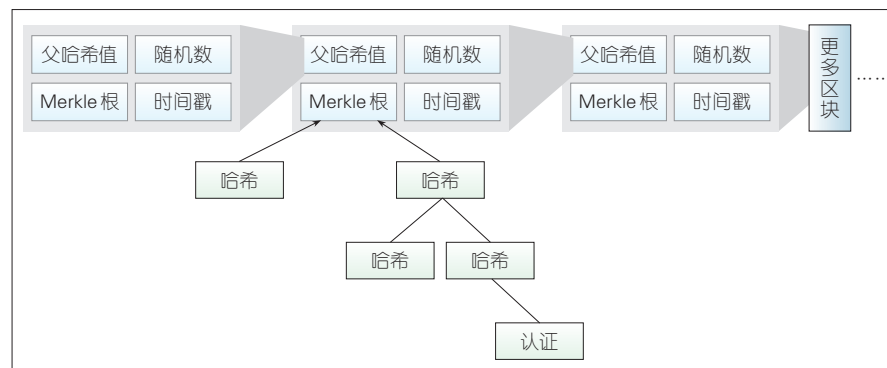 父哈希值 随机数 父哈希值 随机数 父哈希值 随机数
Merkle 根 时间戳 Merkle 根 时间戳 Merkle 根 时间戳
更多区块
……
哈希 哈希
哈希 哈希
认证